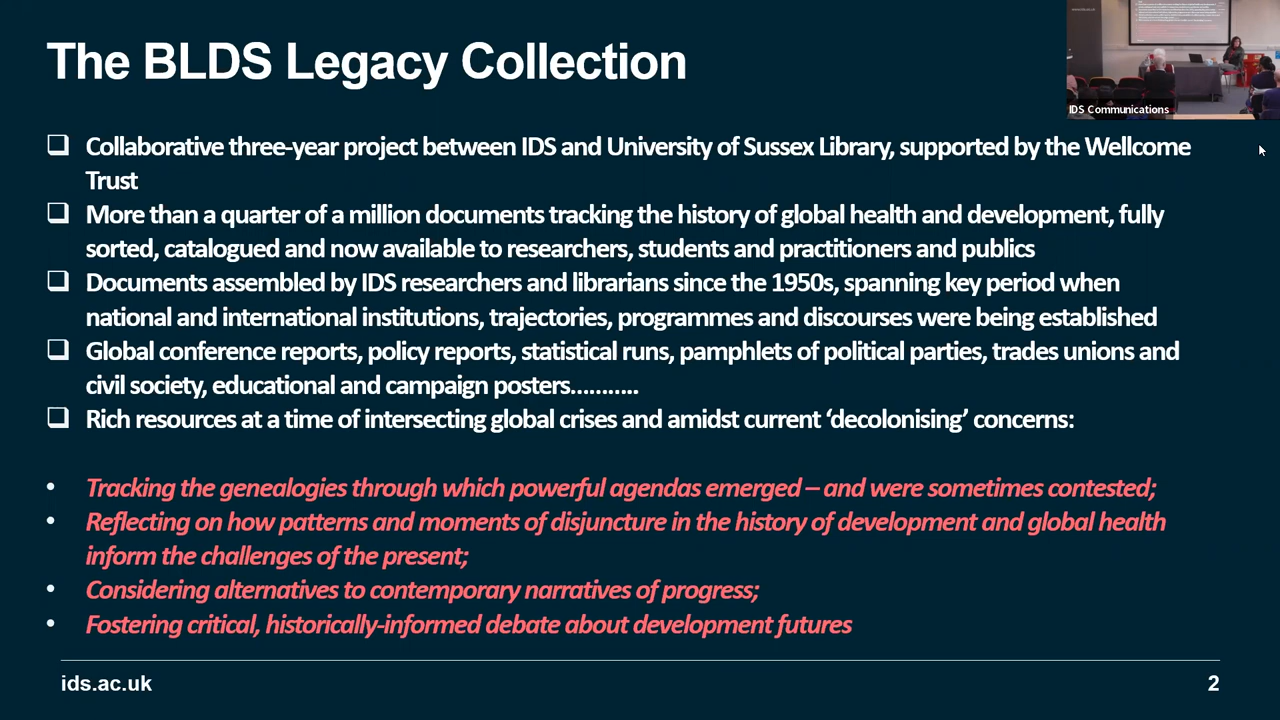 The BLDS Legacy Collection
IDS Communications
Collaborative three-year project between IDS and University of Sussex Library, supported by the Wellcome
Trust
More than a quarter of a million documents tracking the history of global health and development, fully
sorted, catalogued and now available to researchers, students and practitioners and publics
Documents assembled by IDS researchers and librarians since the 1950s, spanning key period when
national and international institutions, trajectories, programmes and discourses were being established
Global conference reports, policy reports, statistical runs, pamphlets of political parties, trades unions and
civil society, educational and campaign posters...........
Rich resources at a time of intersecting global crises and amidst current ‘decolonising’ concerns:
Tracking the genealogies through which powerful agendas emerged – and were sometimes contested;
Reflecting on how patterns and moments of disjuncture in the history of development and global health
inform the challenges of the present;
Considering alternatives to contemporary narratives of progress;
Fostering critical, historically-informed debate about development futures
ids.ac.uk
2